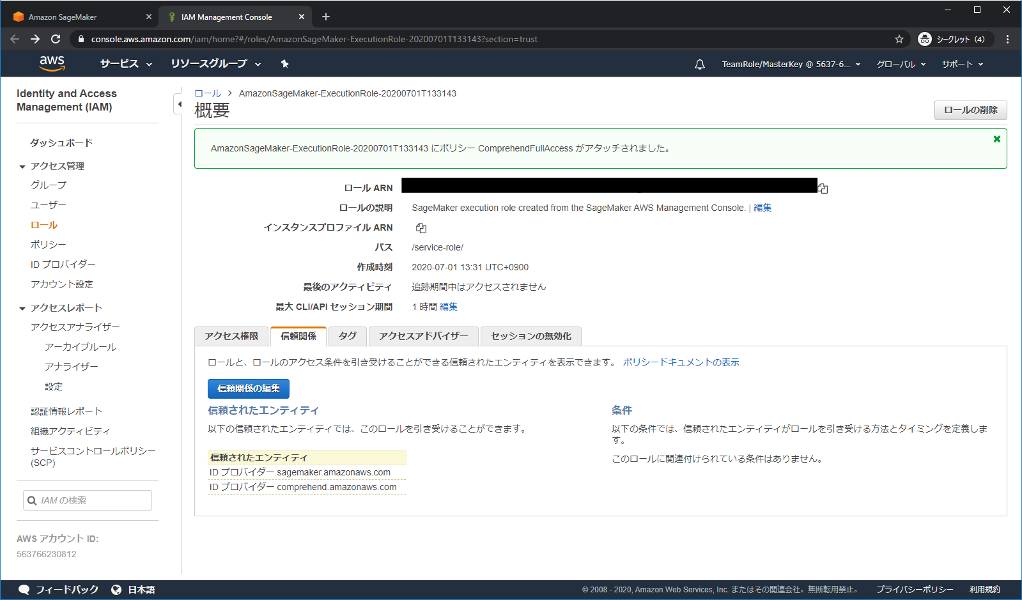 Amazon SageMaker
IAM Management Console
console.aws.amazon.com/iam/home?#/roles/AmazonSageMaker-ExecutionRole-20200701T133143?section=trust
シークレット (4)
aws
サービス
リソースグループ
TeamRole/MasterKey @ 5637-6...
グローバル
サポート
Identity and Access
Management (IAM)
ダッシュボード
アクセス管理
グループ
ユーザー
ロール
ポリシー
ID プロバイダー
アカウント設定
アクセスレポート
アクセスアナライザー
アーカイブルール
アナライザー
設定
認証情報レポート
組織アクティビティ
サービスコントロールポリシー
(SCP)
IAM の検索
AWS アカウント ID:
563766230812
ロール > AmazonSageMaker-ExecutionRole-20200701T133143
概要
ロールの削除
AmazonSageMaker-ExecutionRole-20200701T133143 にポリシー ComprehendFullAccess がアタッチされました。
ロール ARN
ロールの説明 SageMaker execution role created from the SageMaker AWS Management Console. | 編集
インスタンスプロファイル ARN
パス /service-role/
作成時刻 2020-07-01 13:31 UTC+0900
最後のアクティビティ 追跡期間中はアクセスされません
最大 CLI/API セッション期間 1 時間 編集
アクセス権限 信頼関係 タグ アクセスアドバイザー セッションの無効化
ロールと、ロールのアクセス条件を引き受けることができる信頼されたエンティティを表示できます。 ポリシードキュメントの表示
信頼関係の編集
信頼されたエンティティ
以下の信頼されたエンティティでは、このロールを引き受けることができます。
信頼されたエンティティ
ID プロバイダー sagemaker.amazonaws.com
ID プロバイダー comprehend.amazonaws.com
条件
以下の条件では、信頼されたエンティティがロールを引き受ける方法とタイミングを定義しま
す。
このロールに関連付けられている条件はありません。
フィードバック
日本語
© 2008 - 2020, Amazon Web Services, Inc. またはその関連会社。無断転用禁止。
プライバシーポリシー
利用規約